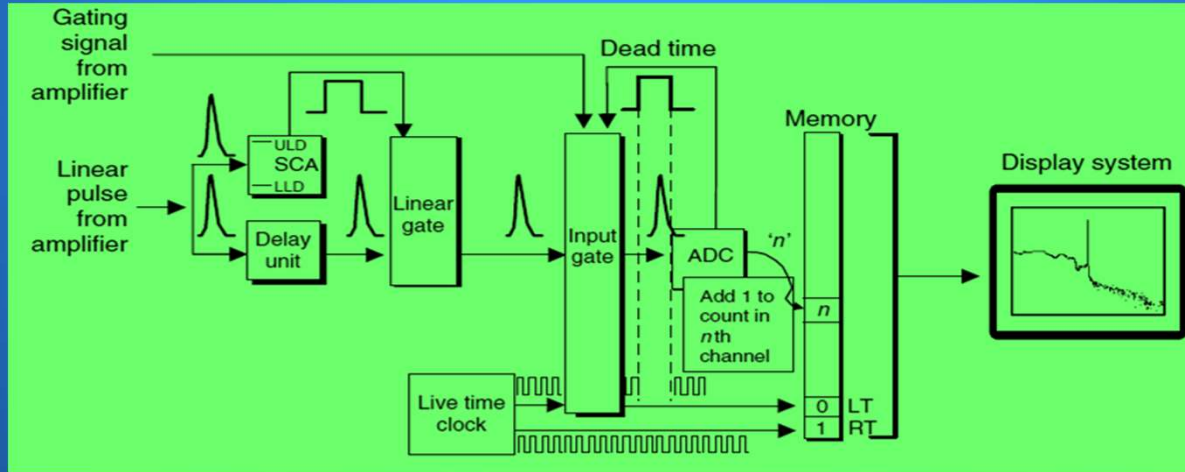 Gating
signal
from
amplifier
Dead time
Memory
ULD
SCA
LLD
Display system
Linear
pulse
from
amplifier
Linear
gate
Delay
unit
Input
gate
ADC
'n'
Add 1 to
count in
nth
channel
n
Live time
clock
0 LT
1 RT